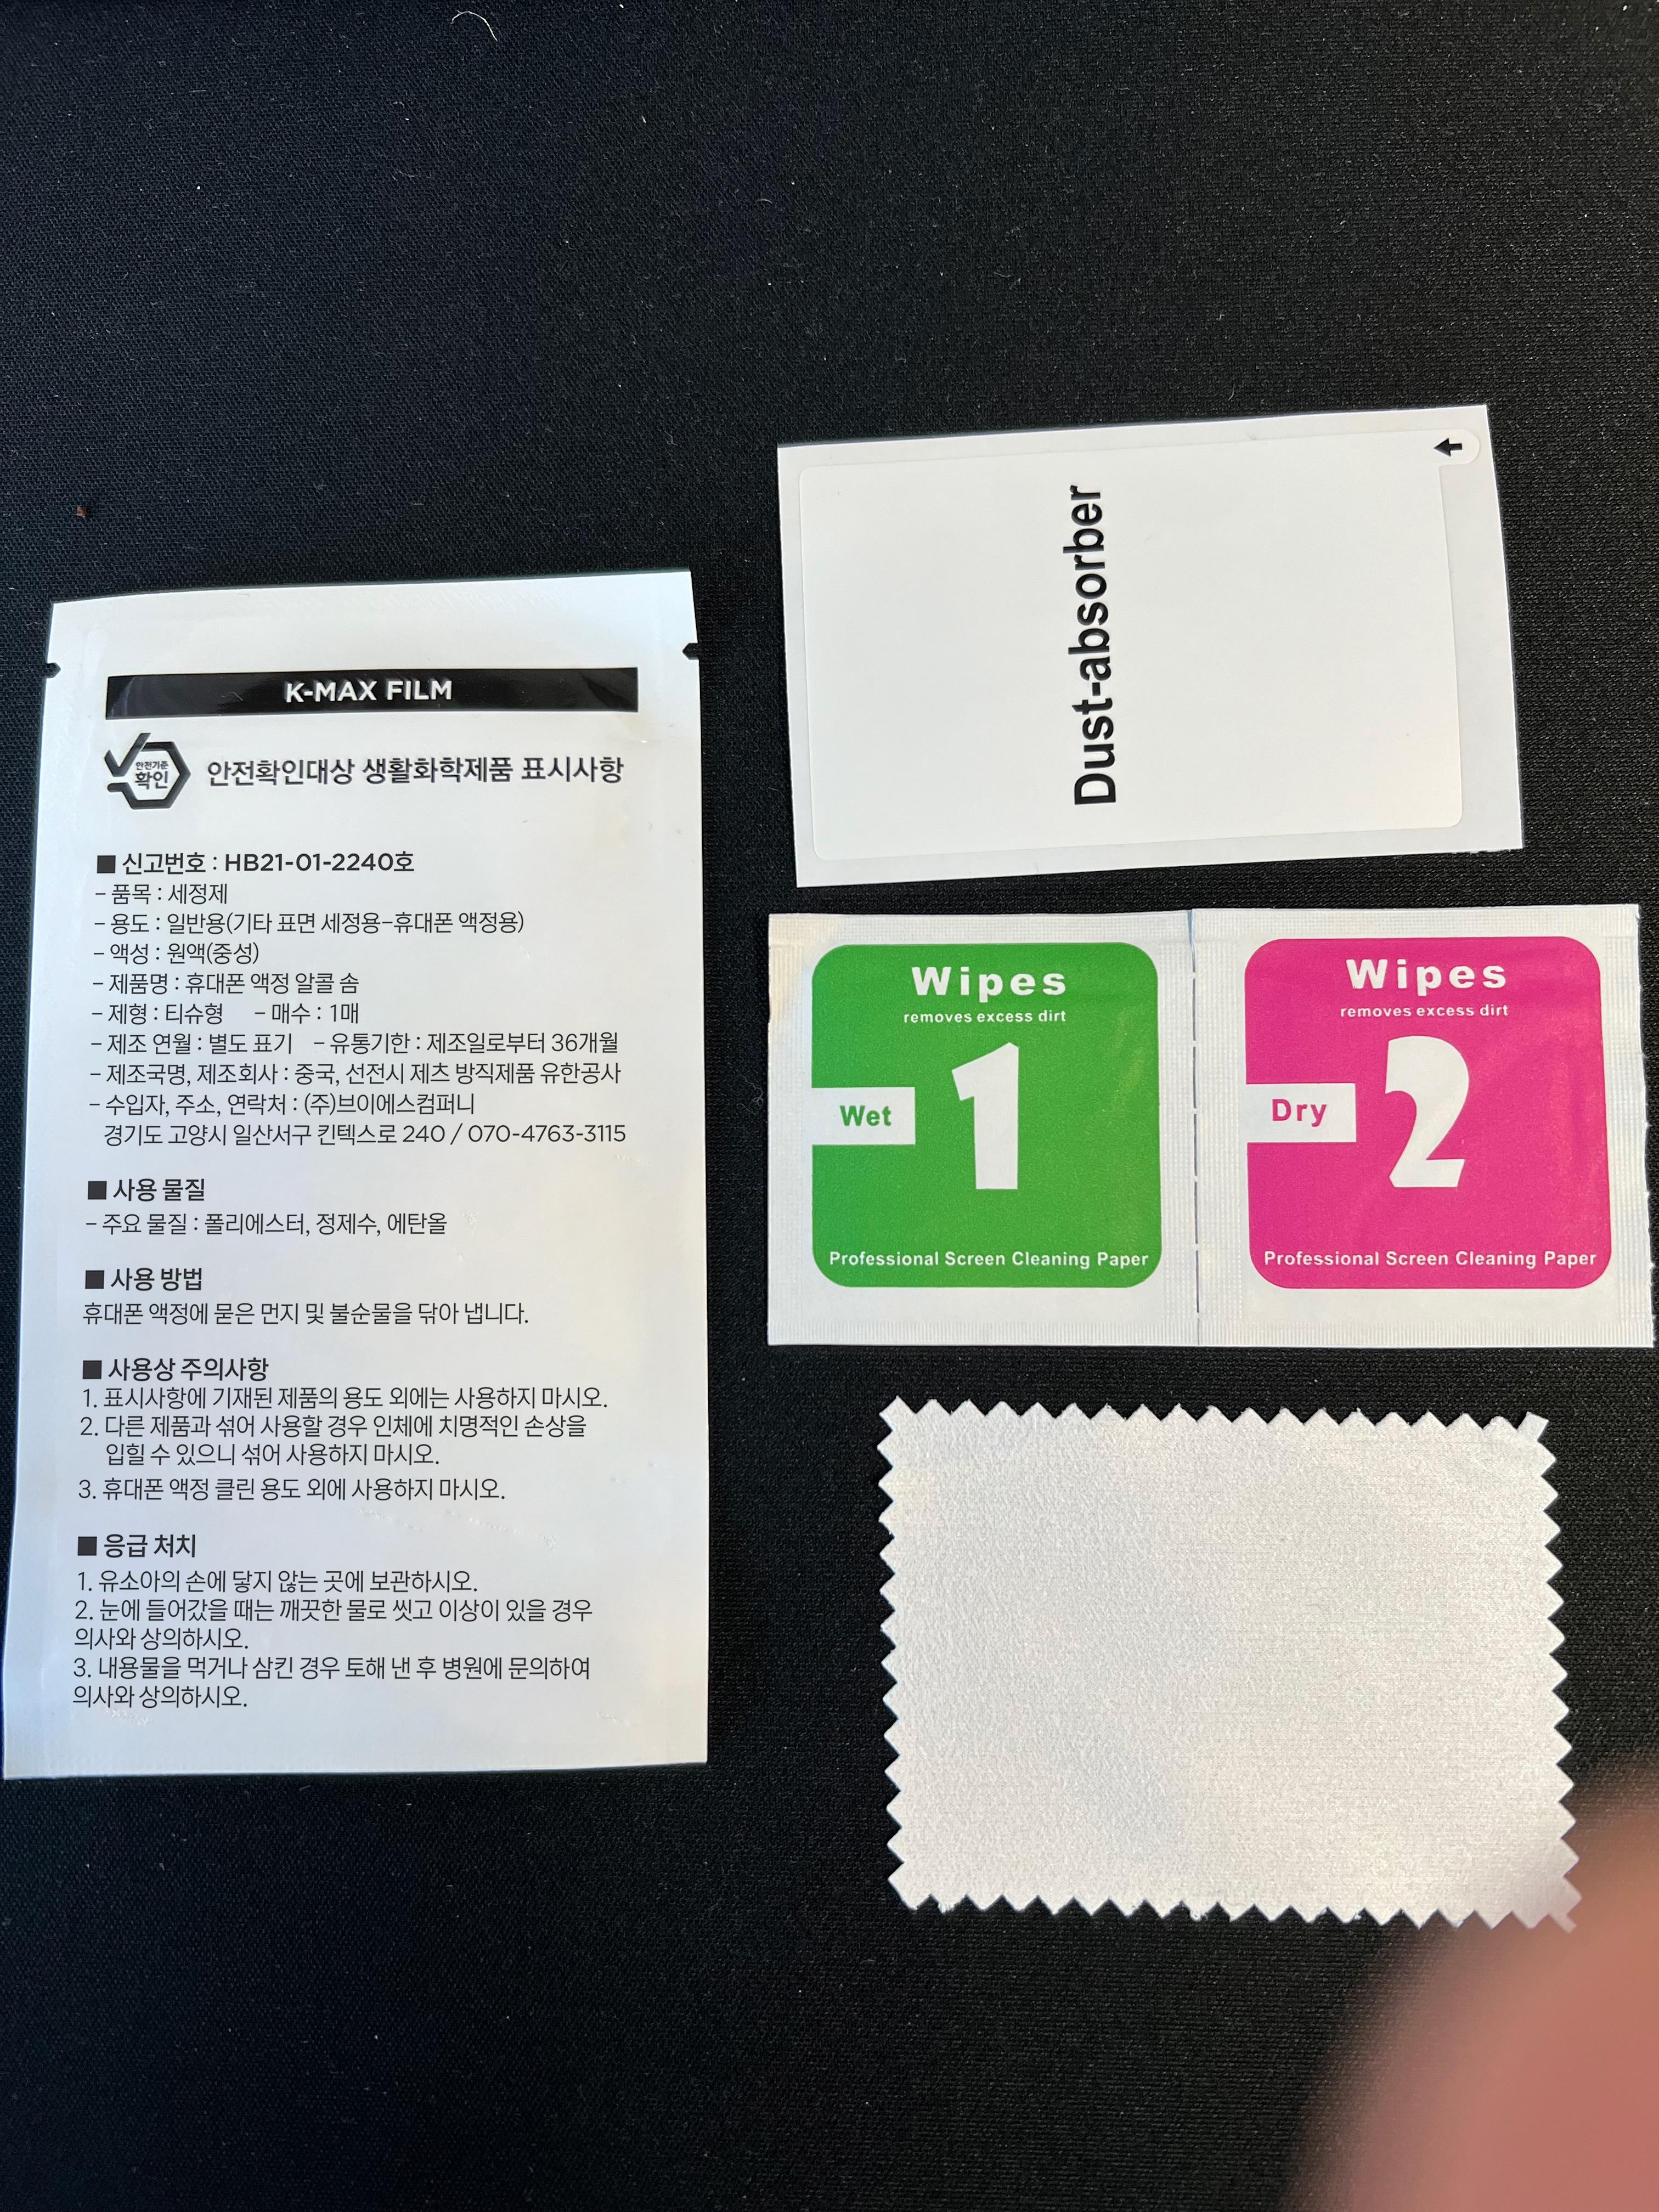 K-MAX FILM
안전기준
확인
안전확인대상 생활화학제품 표시사항
■ 신고번호 : HB21-01-2240호
- 품목 : 세정제
- 용도 : 일반용(기타 표면 세정용-휴대폰 액정용)
- 액성 : 원액(중성)
- 제품명 : 휴대폰 액정 알콜 솜
- 제형 : 티슈형 - 매수 : 1매
- 제조 연월 : 별도 표기 - 유통기한 : 제조일로부터 36개월
- 제조국명, 제조회사 : 중국, 선전시 제츠 방직제품 유한공사
- 수입자, 주소, 연락처 : (주)브이에스컴퍼니
경기도 고양시 일산서구 킨텍스로 240 / 070-4763-3115
■ 사용 물질
- 주요 물질 : 폴리에스터, 정제수, 에탄올
■ 사용 방법
휴대폰 액정에 묻은 먼지 및 불순물을 닦아 냅니다.
■ 사용상 주의사항
1. 표시사항에 기재된 제품의 용도 외에는 사용하지 마시오.
2. 다른 제품과 섞어 사용할 경우 인체에 치명적인 손상을
입힐 수 있으니 섞어 사용하지 마시오.
3. 휴대폰 액정 클린 용도 외에 사용하지 마시오.
■ 응급 처치
1. 유소아의 손에 닿지 않는 곳에 보관하시오.
2. 눈에 들어갔을 때는 깨끗한 물로 씻고 이상이 있을 경우
의사와 상의하시오.
3. 내용물을 먹거나 삼킨 경우 토해 낸 후 병원에 문의하여
의사와 상의하시오.
Dust-absorber
Wipes
removes excess dirt
1
Wet
Professional Screen Cleaning Paper
Wipes
removes excess dirt
2
Dry
Professional Screen Cleaning Paper